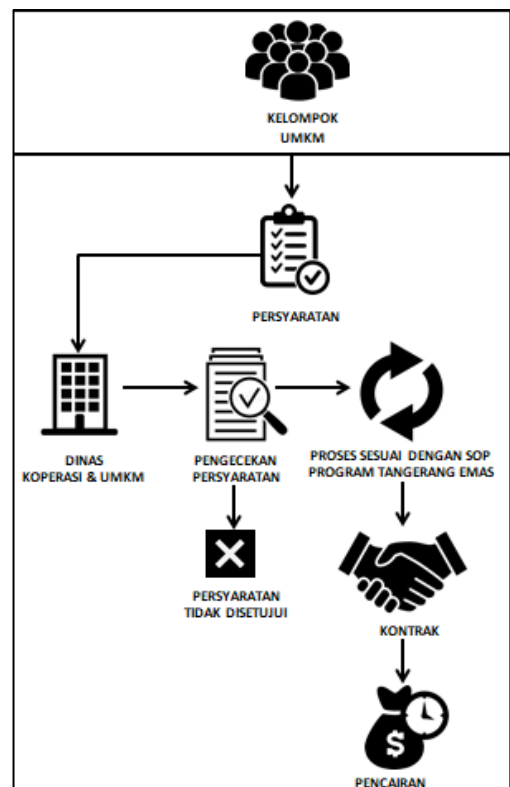 KELOMPOK
UMKM
PERSYARATAN
DINAS
KOPERASI & UMKM
PENGECEKAN
PERSYARATAN
PROSES SESUAI DENGAN SOP
PROGRAM TANGERANG EMAS
PERSYARATAN
TIDAK DISETUJUI
KONTRAK
$
PENCAIRAN